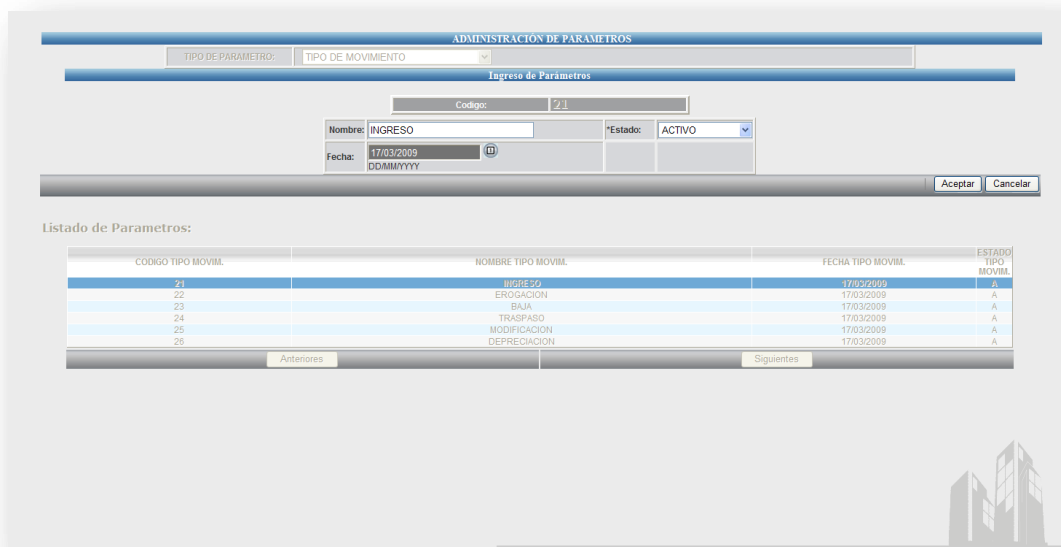 ADMINISTRACIÓN DE PARAMETROS
TIPO DE PARAMETRO: TIPO DE MOVIMIENTO
Ingreso de Parámetros
Codigo: 21
Nombre: INGRESO *Estado: ACTIVO
Fecha: 17/03/2009
DD/MM/YYYY
Aceptar Cancelar
Listado de Parametros:
CODIGO TIPO MOVIM. NOMBRE TIPO MOVIM. FECHA TIPO MOVIM. ESTADO TIPO MOVIM.
21 INGRESO 17/03/2009 A
22 EROGACION 17/03/2009 A
23 BAJA 17/03/2009 A
24 TRASPASO 17/03/2009 A
25 MODIFICACION 17/03/2009 A
26 DEPRECIACION 17/03/2009 A
Anteriores Siguientes